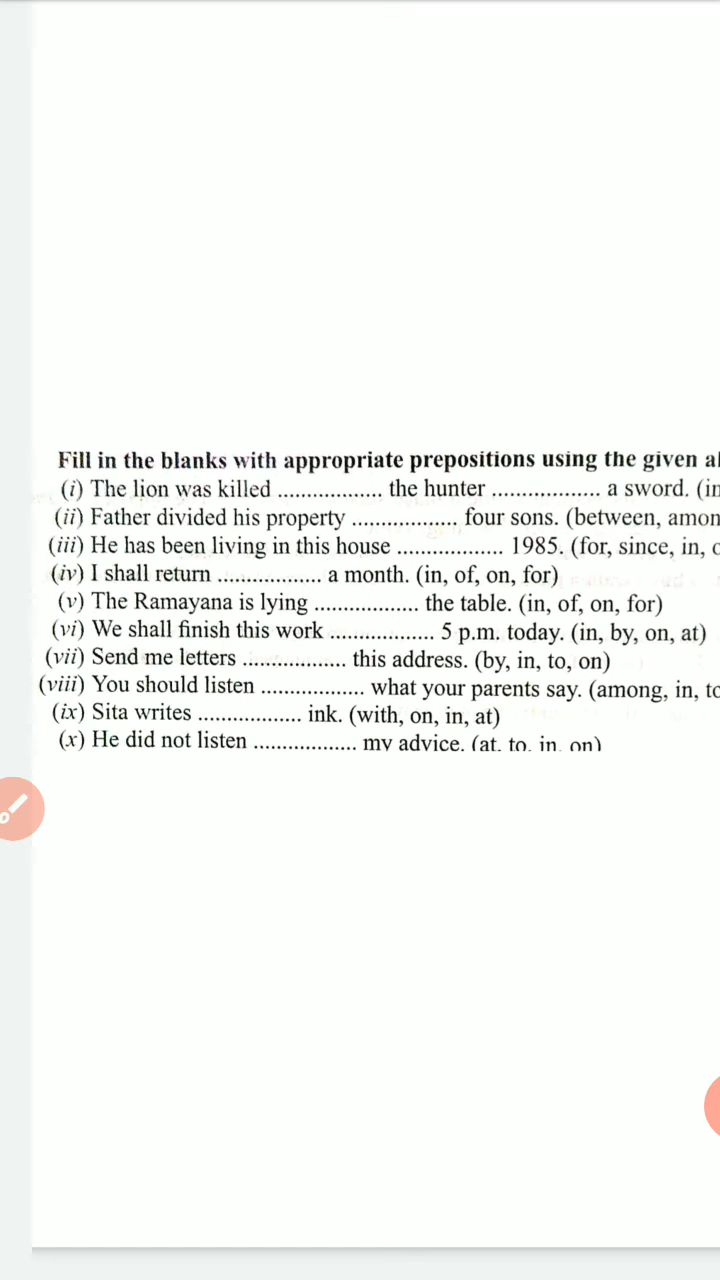 Fill in the blanks with appropriate prepositions using the given
(i) The lion was killed .................. the hunter .................. a sword.
(ii) Father divided his property .................. four sons. (between,
(iii) He has been living in this house .................. 1985. (for, since, in,
(iv) I shall return .................. a month. (in, of, on, for)
(v) The Ramayana is lying .................. the table. (in, of, on, for)
(vi) We shall finish this work .................. 5 p.m. today. (in, by, on, at)
(vii) Send me letters .................. this address. (by, in, to, on)
(viii) You should listen .................. what your parents say. (among, in,
(ix) Sita writes .................. ink. (with, on, in, at)
(x) He did not listen .................. my advice. (at, to, in, on)